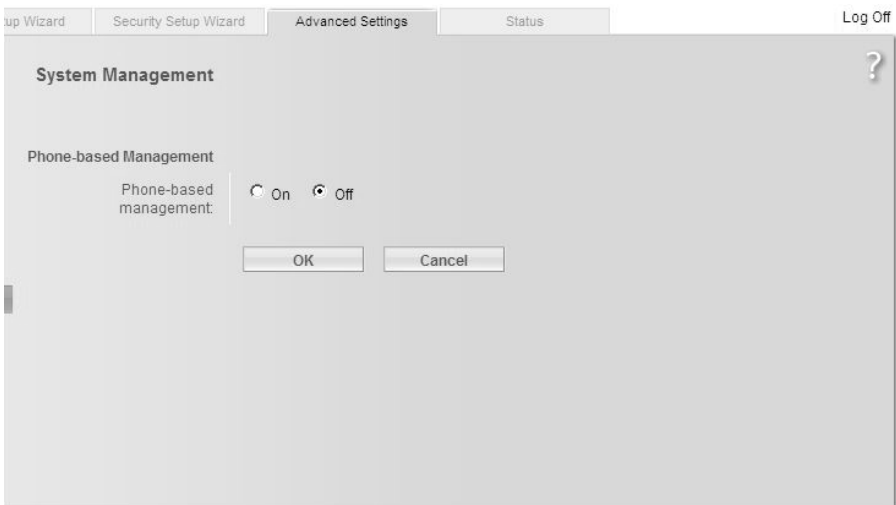 tup Wizard Security Setup Wizard Advanced Settings Status Log Off
System Management
?
Phone-based Management
Phone-based
management:
On Off
OK Cancel